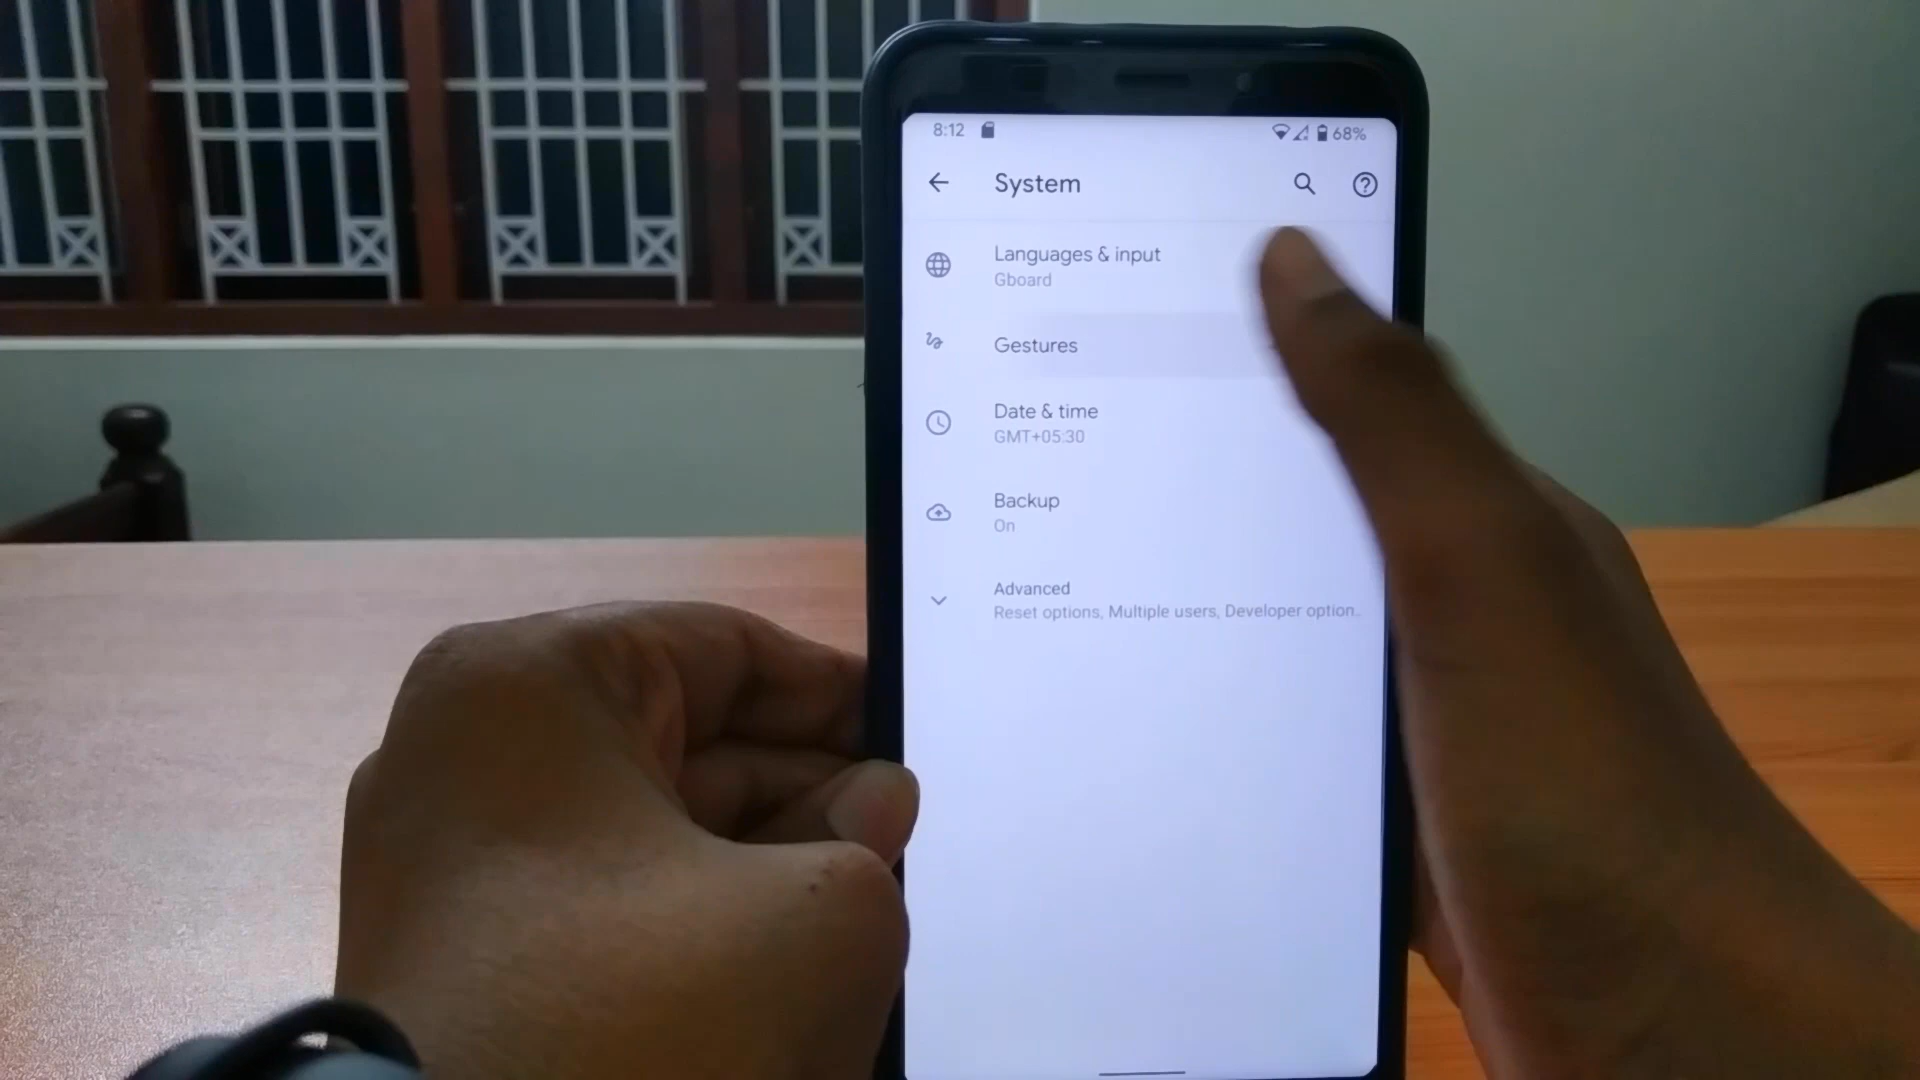 8:12
68%
System
Languages & input
Gboard
Gestures
Date & time
GMT+05:30
Backup
On
Advanced
Reset options, Multiple users, Developer option..